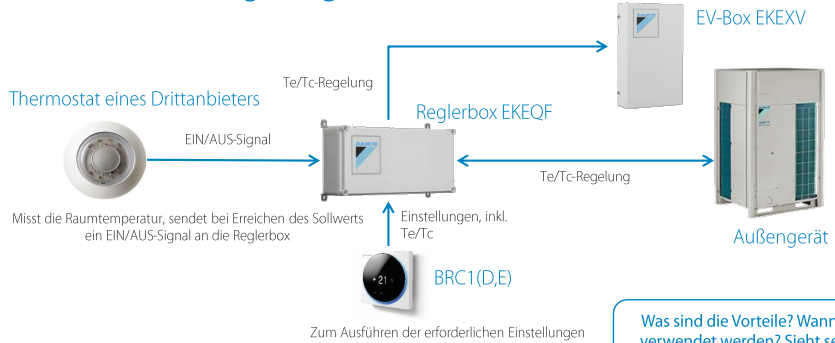 EV-Box EKEXV
Te/Tc-Regelung
Thermostat eines Drittanbieters
Reglerbox EKEQF
EIN/AUS-Signal
Te/Tc-Regelung
Misst die Raumtemperatur, sendet bei Erreichen des Sollwerts
ein EIN/AUS-Signal an die Reglerbox
Einstellungen, inkl.
Te/Tc
Außengerät
21
BRC1(D,E)
Zum Ausführen der erforderlichen Einstellungen
Was sind die Vorteile? Wann